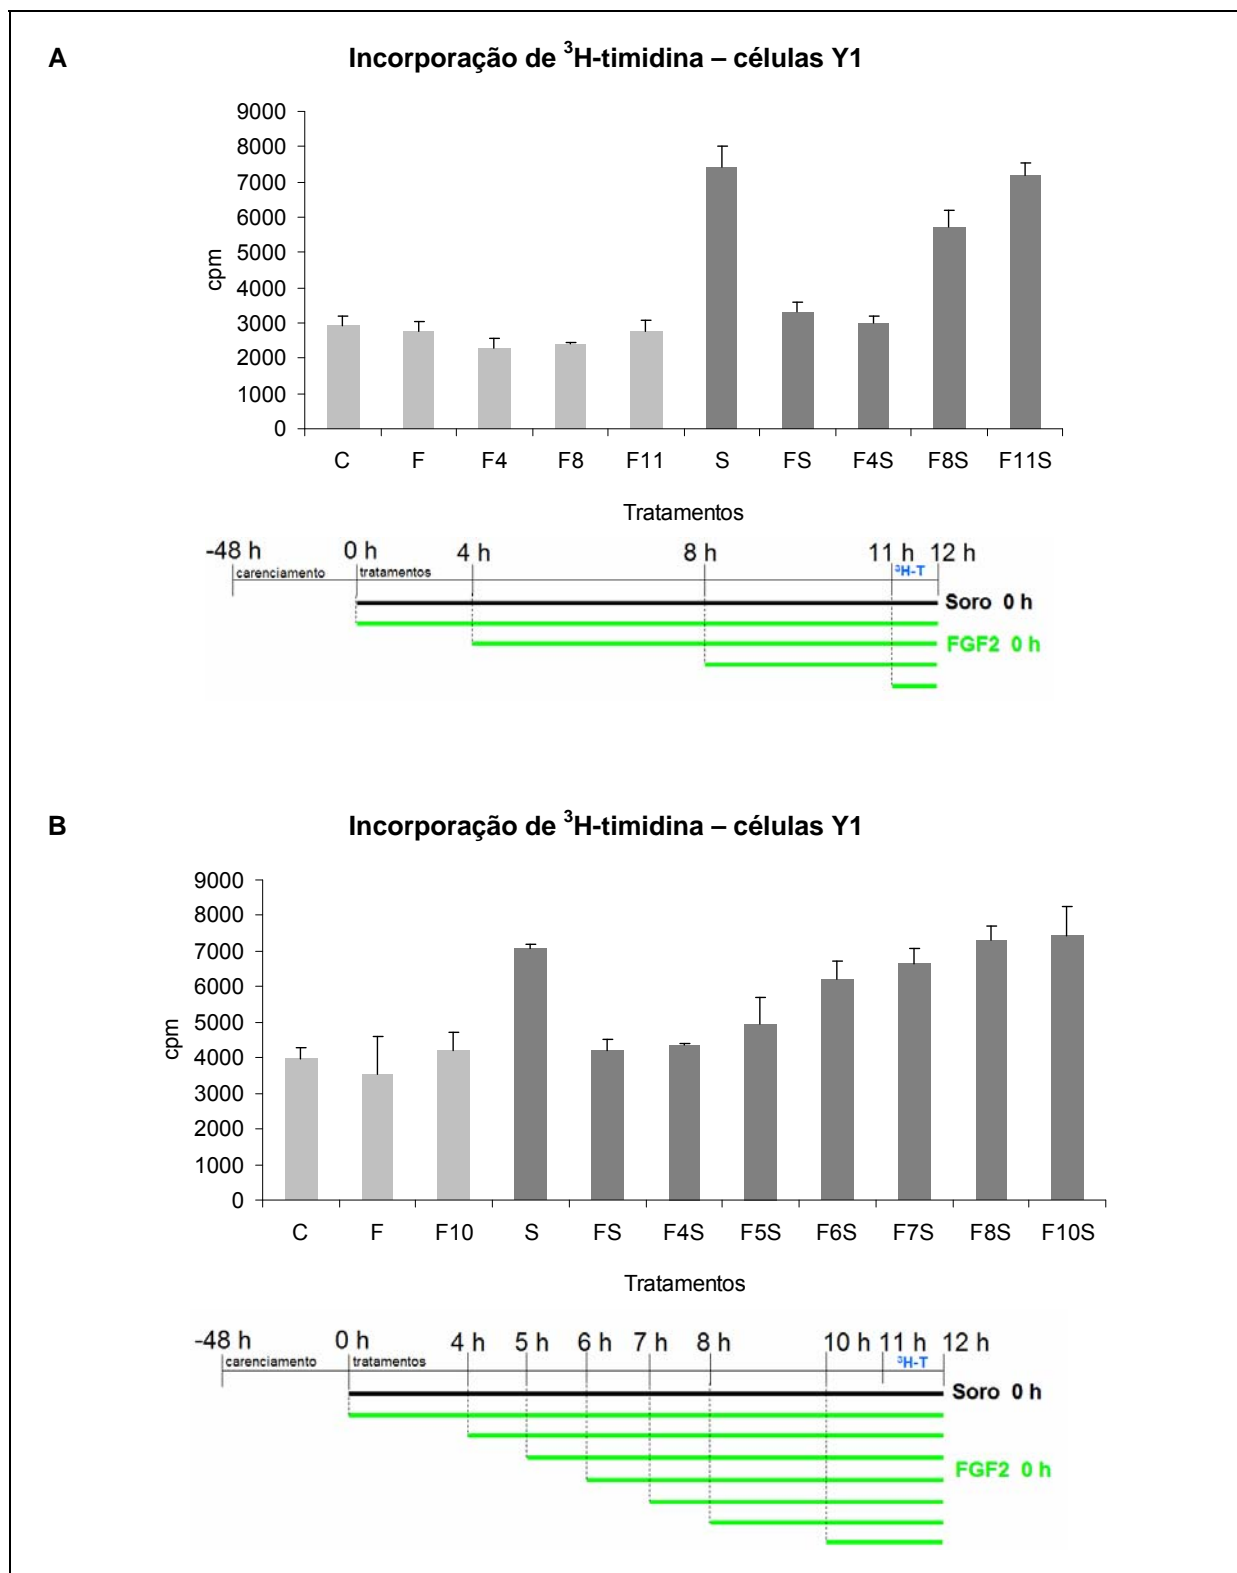 A
Incorporação de ³H-timidina – células Y1
9000
8000
7000
6000
5000
4000
3000
2000
1000
0
cpm
C F F4 F8 F11 S FS F4S F8S F11S
Tratamentos
-48 h 0 h 4 h 8 h 11 h 12 h
carenciamento tratamentos ³H-T
Soro 0 h
FGF2 0 h
B
Incorporação de ³H-timidina – células Y1
9000
8000
7000
6000
5000
4000
3000
2000
1000
0
cpm
C F F10 S FS F4S F5S F6S F7S F8S F10S
Tratamentos
-48 h 0 h 4 h 5 h 6 h 7 h 8 h 10 h 11 h 12 h
carenciamento tratamentos ³H-T
Soro 0 h
FGF2 0 h